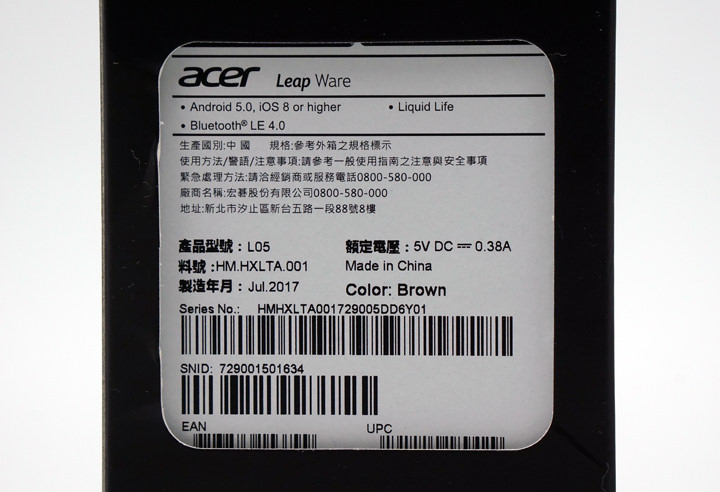 acer Leap Ware
• Android 5.0, iOS 8 or higher • Liquid Life
• Bluetooth® LE 4.0
生產國別:中 國 規格:參考外箱之規格標示
使用方法/警語/注意事項:請參考一般使用指南之注意與安全事項
緊急處理方法:請洽經銷商或服務電話0800-580-000
廠商名稱:宏碁股份有限公司0800-580-000
地址:新北市汐止區新台五路一段88號8樓
產品型號：L05 額定電壓：5V DC ⎓ 0.38A
料號:HM.HXLTA.001 Made in China
製造年月：Jul.2017 Color: Brown
Series No.: HMHXLTA001729005DD6Y01
SNID: 729001501634
EAN UPC